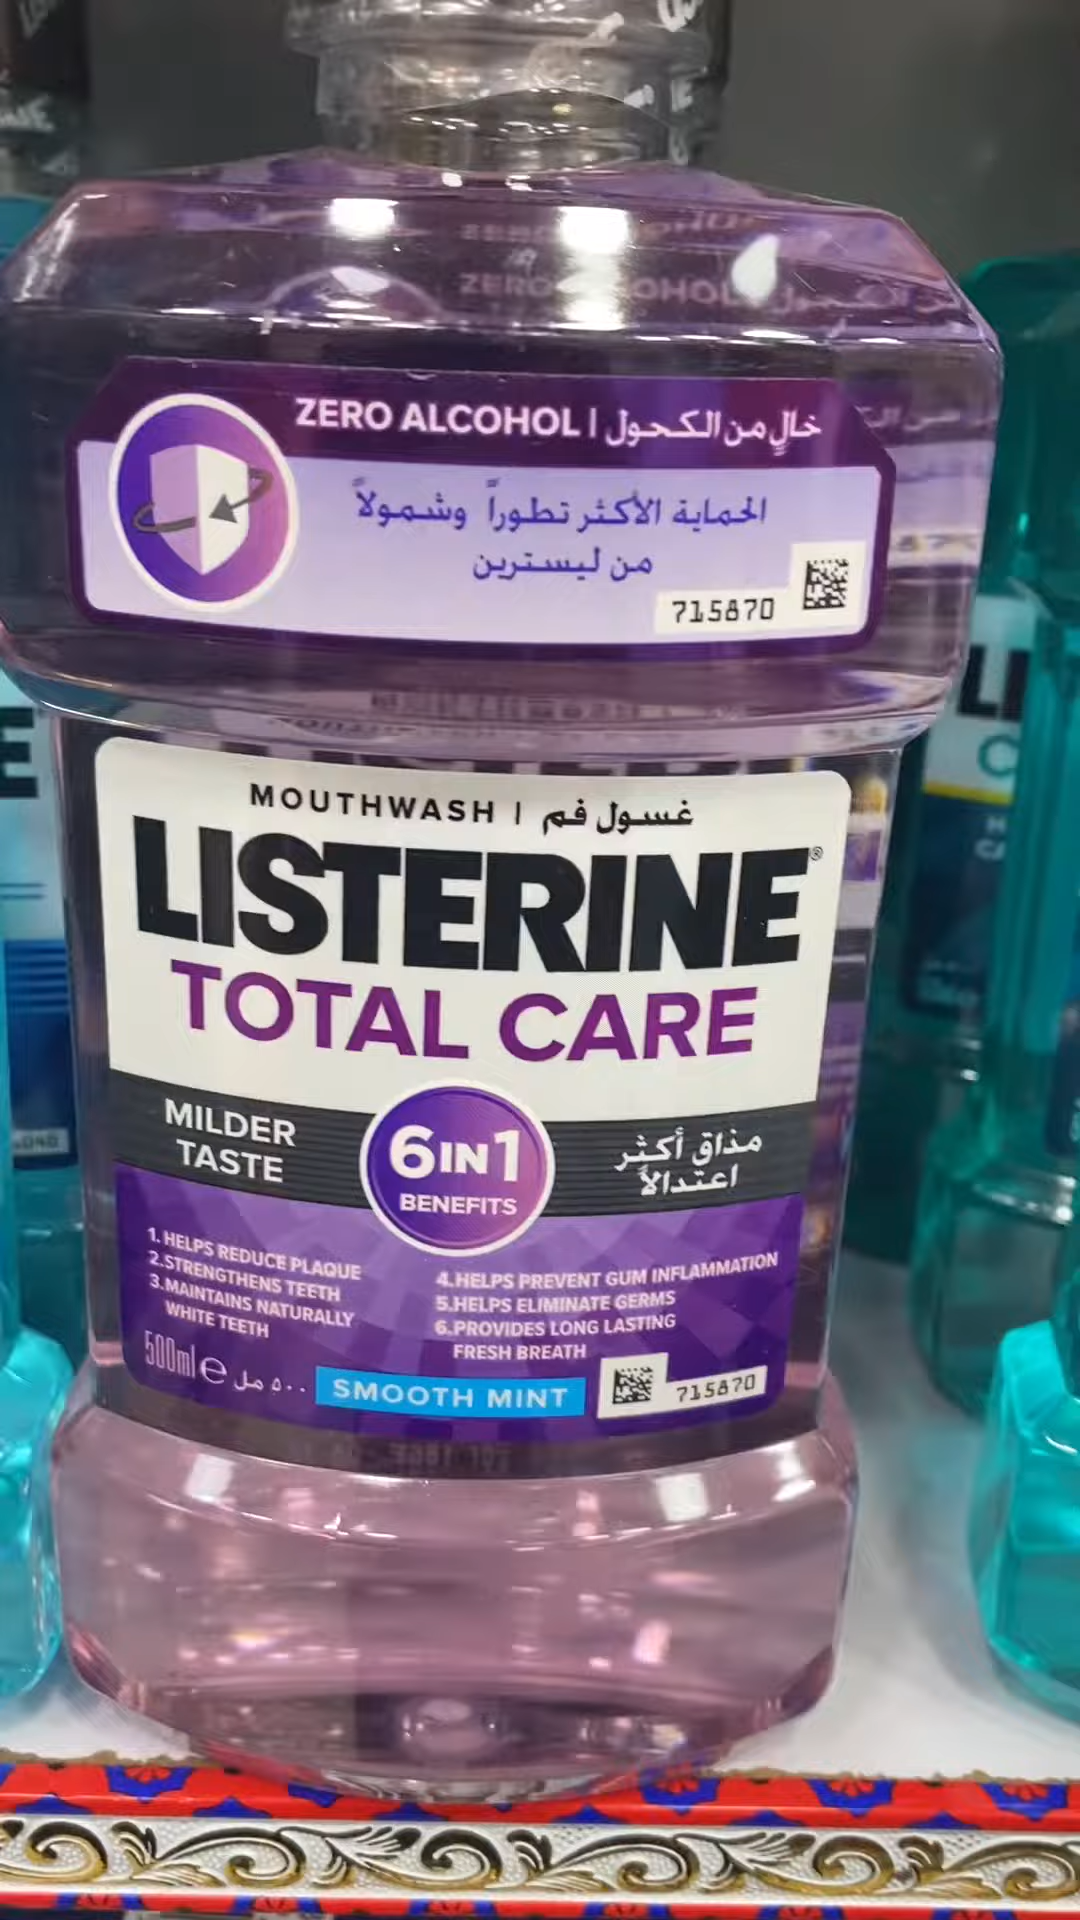 ZERO ALCOHOL | خالٍ من الكحول
الحماية الأكثر تطوراً وشمولاً
من ليسترين
715870
MOUTHWASH | غسول فم
LISTERINE®
TOTAL CARE
MILDER
TASTE
6 IN 1
BENEFITS
مذاق أكثر
اعتدالاً
1. HELPS REDUCE PLAQUE
2. STRENGTHENS TEETH
3. MAINTAINS NATURALLY
WHITE TEETH
4. HELPS PREVENT GUM INFLAMMATION
5. HELPS ELIMINATE GERMS
6. PROVIDES LONG LASTING
FRESH BREATH
500ml e ٥٠٠ مل
SMOOTH MINT
715870